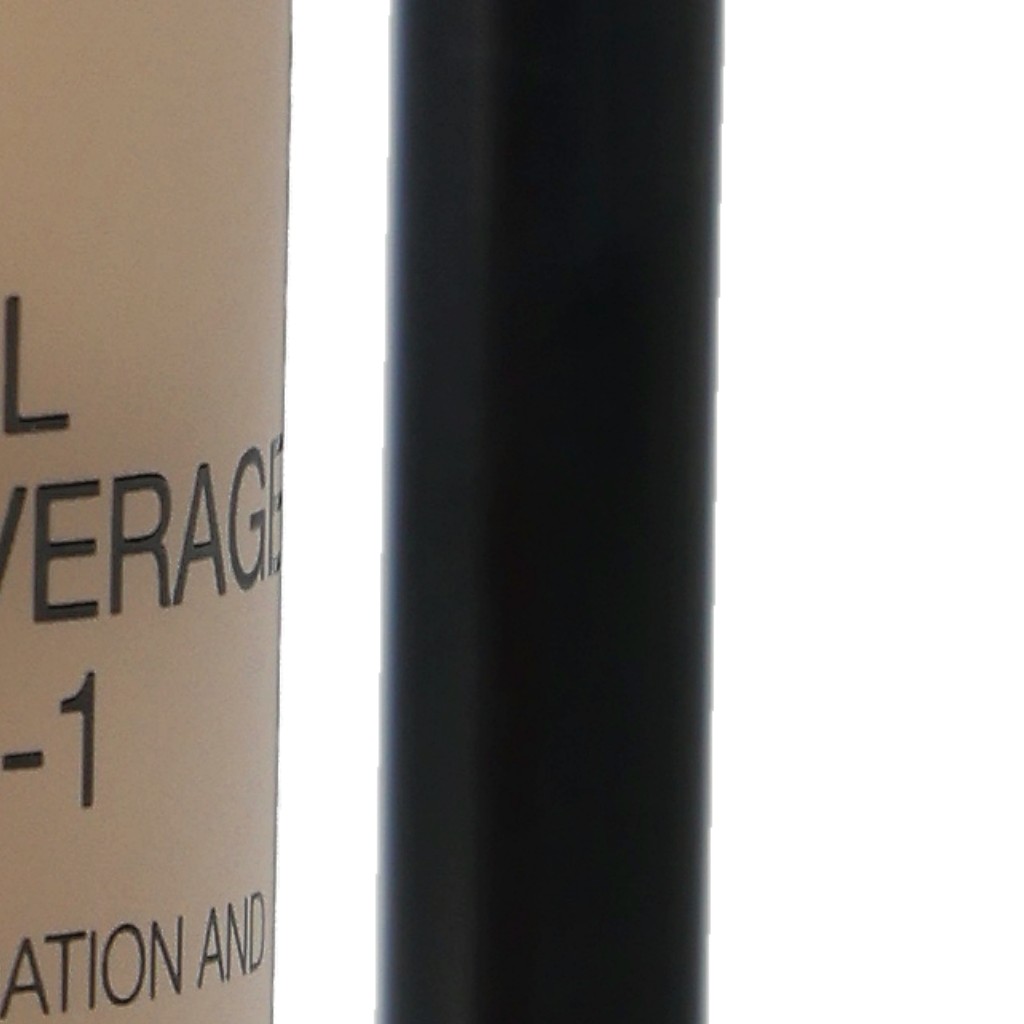 L
VERAGE
-1
ATION AND